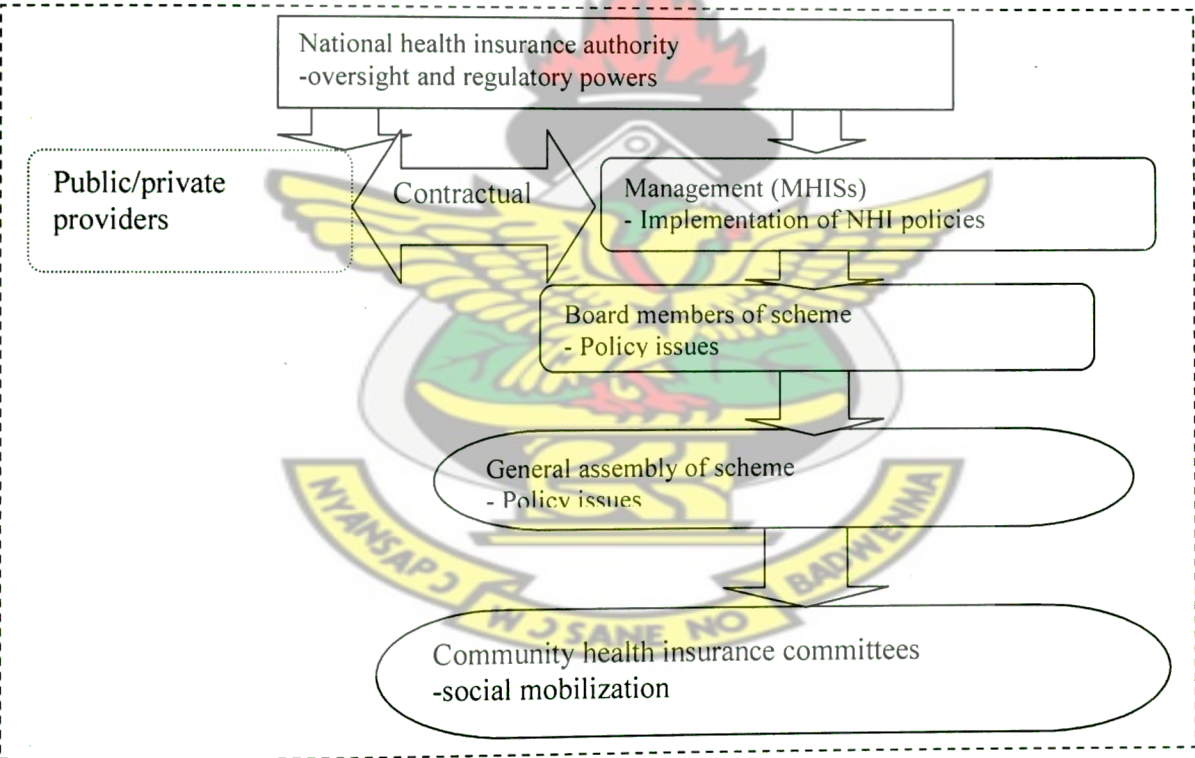 National health insurance authority
-oversight and regulatory powers
Public/private
providers
Contractual
Management (MHISs)
- Implementation of NHI policies
Board members of scheme
- Policy issues
General assembly of scheme
- Policy issues
Community health insurance committees
-social mobilization
NYANSAPƆ
WƆSANE NO
BADWENMA